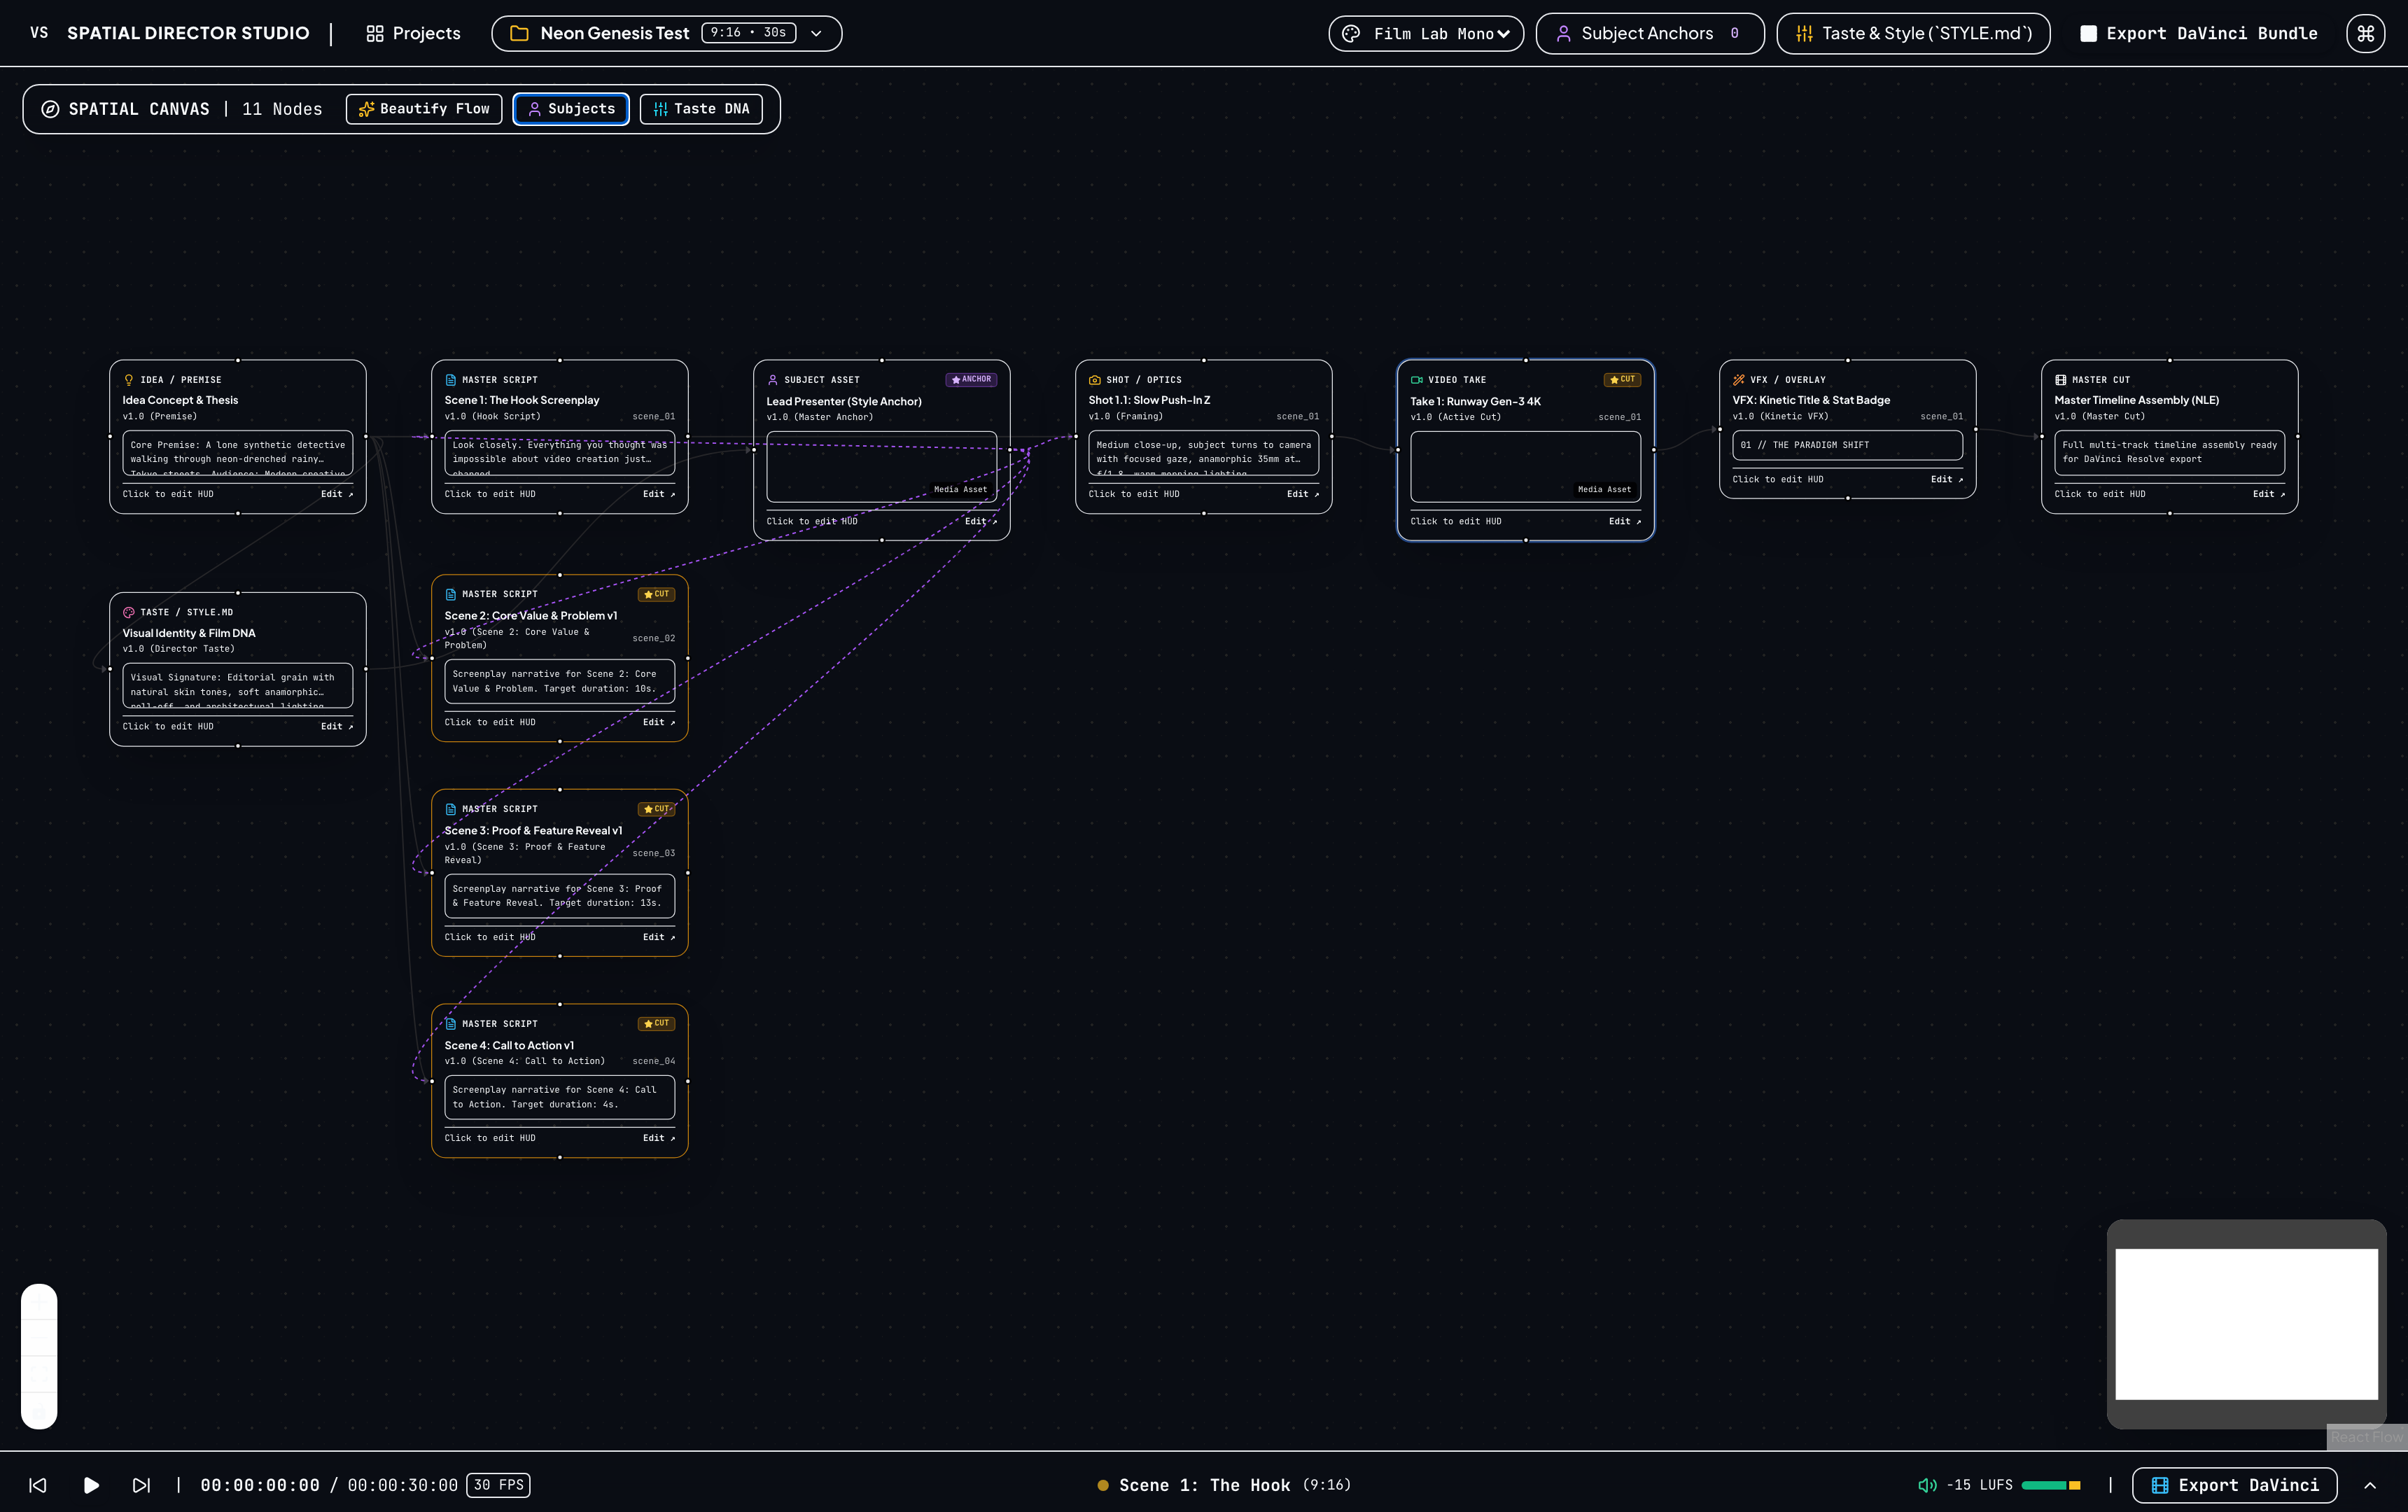 VS SPATIAL DIRECTOR STUDIO | Projects Neon Genesis Test 9:16 • 30s Film Lab Mono Subject Anchors 0 Taste & Style (`STYLE.md`) Export DaVinci Bundle
SPATIAL CANVAS | 11 Nodes Beautify Flow Subjects Taste DNA
IDEA / PREMISE
Idea Concept & Thesis
v1.0 (Premise)
Core Premise: A lone synthetic detective
walking through neon-drenched rainy…
Tokyo streets. Audience: Modern creative
Click to edit HUD Edit ↗
MASTER SCRIPT
Scene 1: The Hook Screenplay
v1.0 (Hook Script) scene_01
Look closely. Everything you thought was
impossible about video creation just…
changed.
Click to edit HUD Edit ↗
SUBJECT ASSET ANCHOR
Lead Presenter (Style Anchor)
v1.0 (Master Anchor)
Media Asset
Click to edit HUD Edit ↗
SHOT / OPTICS
Shot 1.1: Slow Push-In Z
v1.0 (Framing) scene_01
Medium close-up, subject turns to camera
with focused gaze, anamorphic 35mm at…
f/1.8, warm morning lighting
Click to edit HUD Edit ↗
VIDEO TAKE CUT
Take 1: Runway Gen-3 4K
v1.0 (Active Cut) scene_01
Media Asset
Click to edit HUD Edit ↗
VFX / OVERLAY
VFX: Kinetic Title & Stat Badge
v1.0 (Kinetic VFX) scene_01
01 // THE PARADIGM SHIFT
Click to edit HUD Edit ↗
MASTER CUT
Master Timeline Assembly (NLE)
v1.0 (Master Cut)
Full multi-track timeline assembly ready
for DaVinci Resolve export
Click to edit HUD Edit ↗
TASTE / STYLE.MD
Visual Identity & Film DNA
v1.0 (Director Taste)
Visual Signature: Editorial grain with
natural skin tones, soft anamorphic…
roll-off, and architectural lighting
Click to edit HUD Edit ↗
MASTER SCRIPT CUT
Scene 2: Core Value & Problem v1
v1.0 (Scene 2: Core Value &
Problem) scene_02
Screenplay narrative for Scene 2: Core
Value & Problem. Target duration: 10s.
Click to edit HUD Edit ↗
MASTER SCRIPT CUT
Scene 3: Proof & Feature Reveal v1
v1.0 (Scene 3: Proof & Feature
Reveal) scene_03
Screenplay narrative for Scene 3: Proof
& Feature Reveal. Target duration: 13s.
Click to edit HUD Edit ↗
MASTER SCRIPT CUT
Scene 4: Call to Action v1
v1.0 (Scene 4: Call to Action) scene_04
Screenplay narrative for Scene 4: Call
to Action. Target duration: 4s.
Click to edit HUD Edit ↗
React Flow
00:00:00:00 / 00:00:30:00 30 FPS Scene 1: The Hook (9:16) -15 LUFS | Export DaVinci